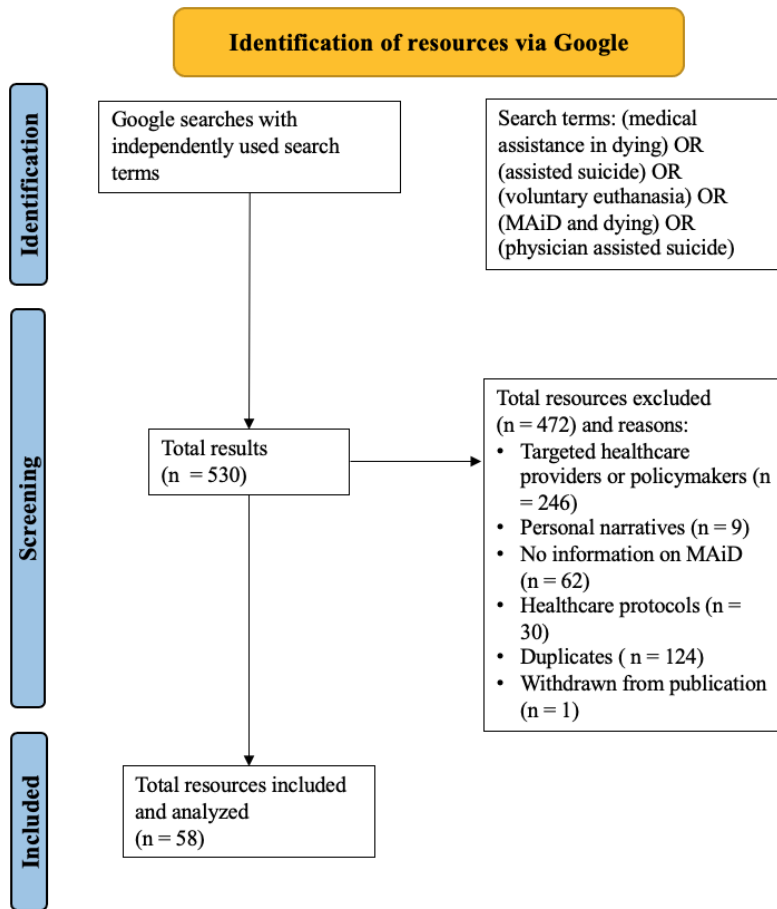 Identification of resources via Google
Identification
Google searches with
independently used search
terms
Search terms: (medical
assistance in dying) OR
(assisted suicide) OR
(voluntary euthanasia) OR
(MAiD and dying) OR
(physician assisted suicide)
Screening
Total results
(n  = 530)
Total resources excluded
(n = 472) and reasons:
• Targeted healthcare
providers or policymakers (n
= 246)
• Personal narratives (n = 9)
• No information on MAiD
(n = 62)
• Healthcare protocols (n =
30)
• Duplicates ( n = 124)
• Withdrawn from publication
(n = 1)
Included
Total resources included
and analyzed
(n = 58)